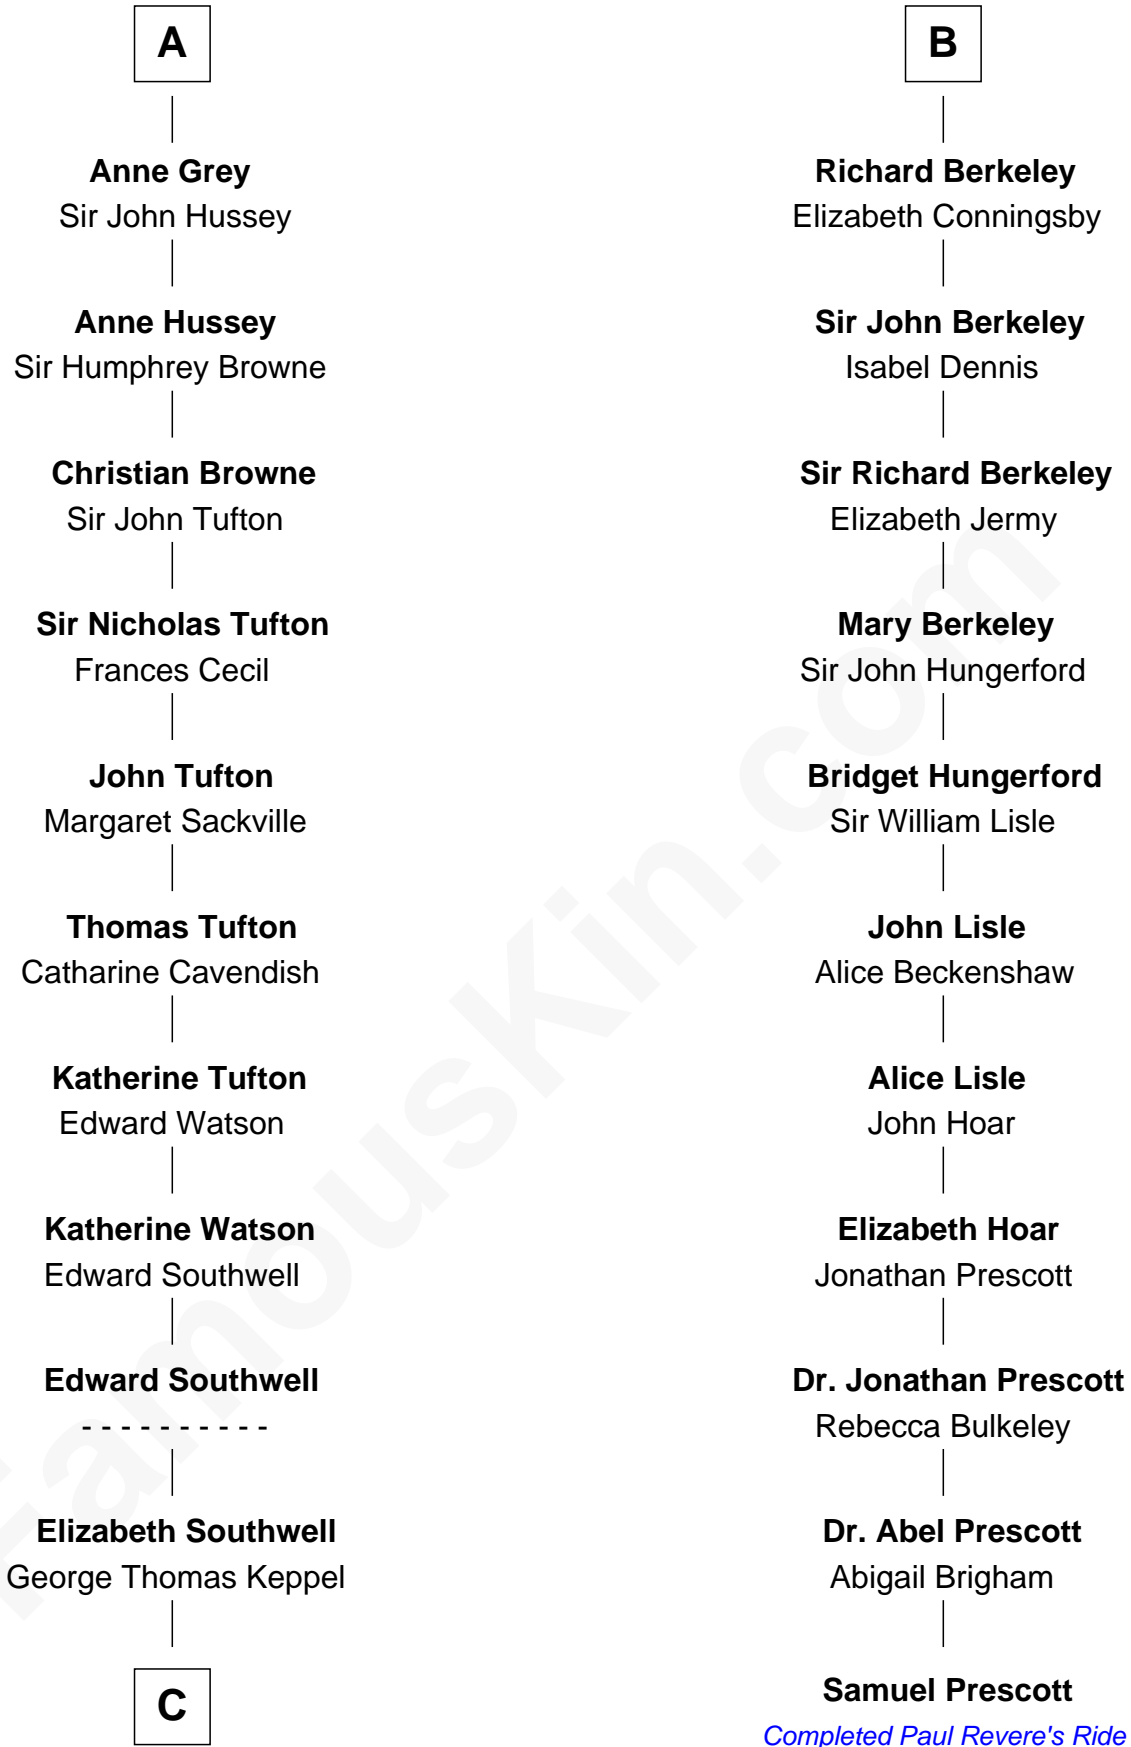 A
Anne Grey
Sir John Hussey
Anne Hussey
Sir Humphrey Browne
Christian Browne
Sir John Tufton
Sir Nicholas Tufton
Frances Cecil
John Tufton
Margaret Sackville
Thomas Tufton
Catharine Cavendish
Katherine Tufton
Edward Watson
Katherine Watson
Edward Southwell
Edward Southwell
- - - - - - - - - -
Elizabeth Southwell
George Thomas Keppel
C
B
Richard Berkeley
Elizabeth Conningsby
Sir John Berkeley
Isabel Dennis
Sir Richard Berkeley
Elizabeth Jermy
Mary Berkeley
Sir John Hungerford
Bridget Hungerford
Sir William Lisle
John Lisle
Alice Beckenshaw
Alice Lisle
John Hoar
Elizabeth Hoar
Jonathan Prescott
Dr. Jonathan Prescott
Rebecca Bulkeley
Dr. Abel Prescott
Abigail Brigham
Samuel Prescott
Completed Paul Revere's Ride
FamousKin.com